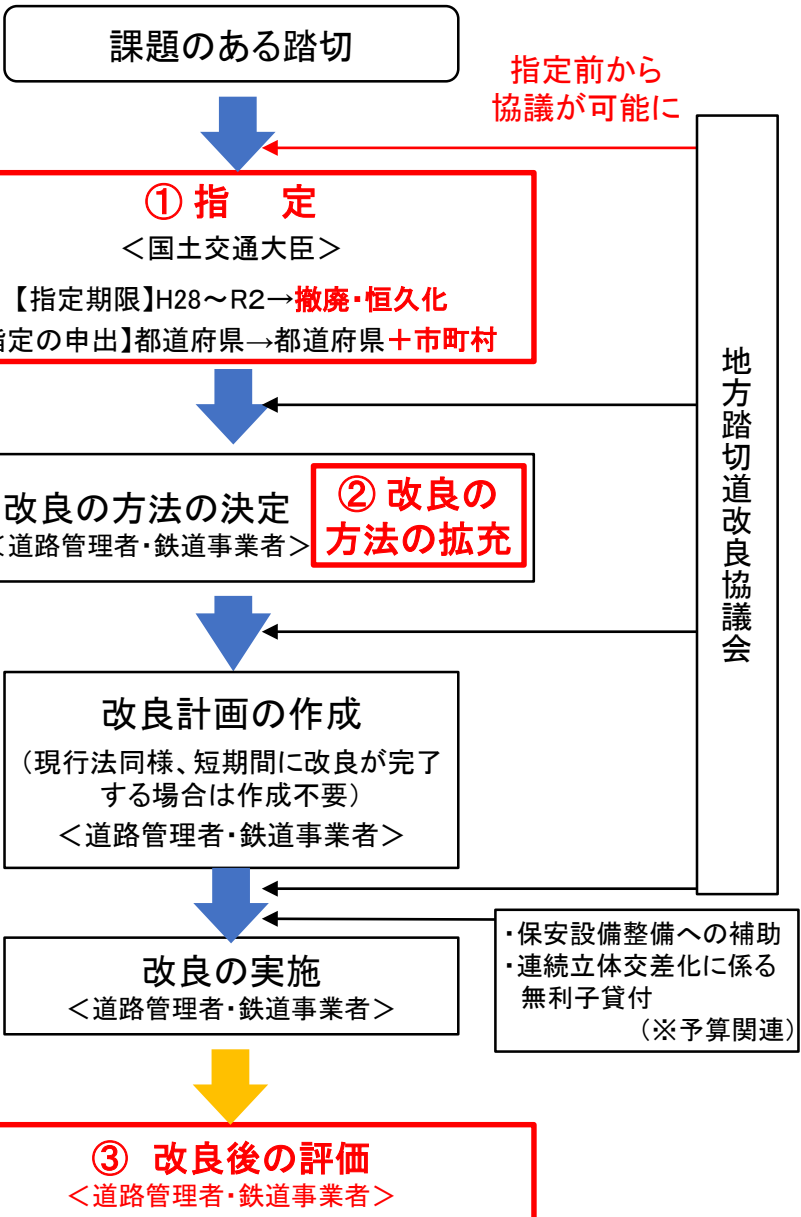 課題のある踏切
指定前から
協議が可能に
①指　定
＜国土交通大臣＞
【指定期限】H28～R2→撤廃・恒久化
定の申出】都道府県→都道府県＋市町村
改良の方法の決定
＜道路管理者・鉄道事業者＞
②改良の
方法の拡充
地方踏切道改良協議会
改良計画の作成
（現行法同様、短期間に改良が完了
する場合は作成不要）
＜道路管理者・鉄道事業者＞
・保安設備整備への補助
・連続立体交差化に係る
無利子貸付
（※予算関連）
改良の実施
＜道路管理者・鉄道事業者＞
③ 改良後の評価
＜道路管理者・鉄道事業者＞